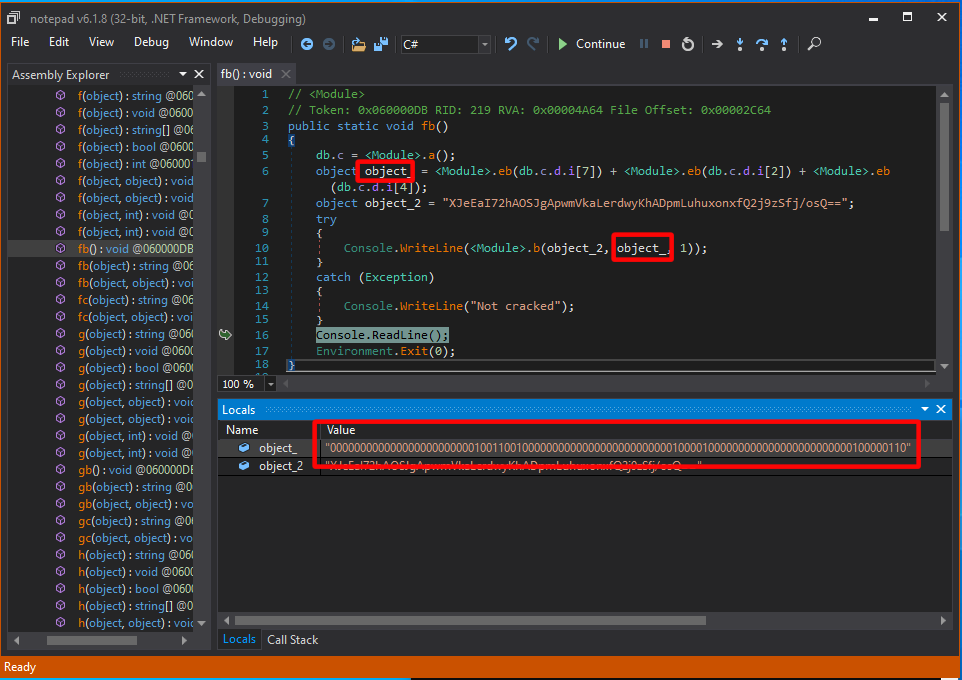 notepad v6.1.8 (32-bit, .NET Framework, Debugging)
File Edit View Debug Window Help C# Continue
Assembly Explorer
fb() : void
f(object) : string @060
f(object) : void @0600
f(object) : string[] @06
f(object) : bool @0600
f(object) : int @06001
f(object, object) : void
f(object, object) : void
f(object, int) : void @0
f(object, int) : void @0
fb() : void @060000DB
fb(object) : string @06
fb(object, object) : voi
fc(object) : string @06
fc(object, object) : voi
g(object) : string @06
g(object) : void @0600
g(object) : bool @060
g(object) : string[] @0
g(object, object) : voi
g(object, object) : voi
g(object, int) : void @
g(object, int) : void @
gb() : void @060000DE
gb(object) : string @0
gb(object, object) : vo
gc(object) : string @0
gc(object, object) : vo
h(object) : string @06
h(object) : void @0600
h(object) : bool @060
h(object) : string[] @0
h(object, object) : voi
1 // <Module>
2 // Token: 0x060000DB RID: 219 RVA: 0x00004A64 File Offset: 0x00002C64
3 public static void fb()
4 {
5 db.c = <Module>.a();
6 object object_ = <Module>.eb(db.c.d.i[7]) + <Module>.eb(db.c.d.i[2]) + <Module>.eb
(db.c.d.i[4]);
7 object object_2 = "XJeEaI72hAOSJgApwmVkaLerdwyKhADpmLuhuxonxfQ2j9zSfj/osQ==";
8 try
9 {
10 Console.WriteLine(<Module>.b(object_2, object_, 1));
11 }
12 catch (Exception)
13 {
14 Console.WriteLine("Not cracked");
15 }
16 Console.ReadLine();
17 Environment.Exit(0);
18 }
100 %
Locals
Name Value
object_
object_2 "XJeEaI72hAOSJgApwmVkaLerdwyKhADpmLuhuxonxfQ2j9zSfj/osQ=="
Locals Call Stack
Ready